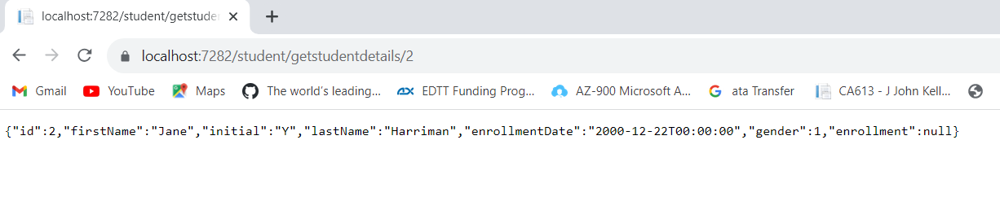 localhost:7282/student/getstuden
localhost:7282/student/getstudentdetails/2
Gmail YouTube Maps The world's leading... EDTT Funding Prog... AZ-900 Microsoft A... ata Transfer CA613 - J John Kell...
{"id":2,"firstName":"Jane","initial":"Y","lastName":"Harriman","enrollmentDate":"2000-12-22T00:00:00","gender":1,"enrollment":null}